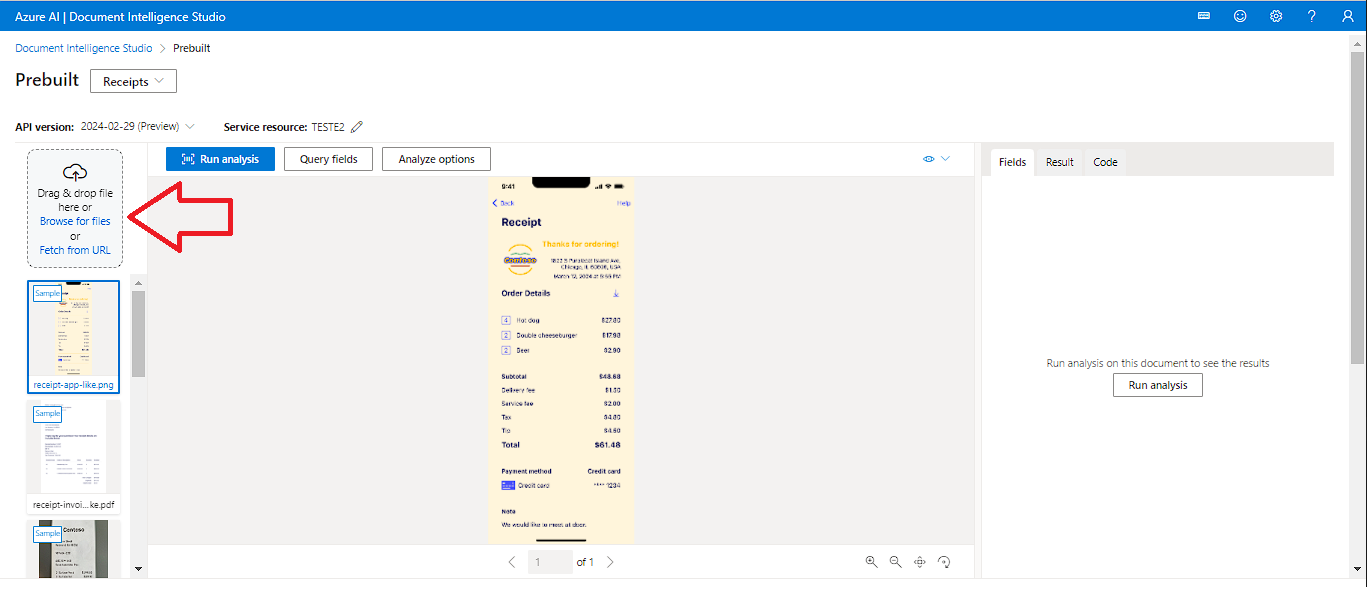 Azure AI | Document Intelligence Studio
Document Intelligence Studio > Prebuilt
Prebuilt
Receipts
API version: 2024-02-29 (Preview)
Service resource: TESTE2
Drag & drop file
here or
Browse for files
or
Fetch from URL
Sample
receipt-app-like.png
Sample
receipt-invoi...ke.pdf
Sample
Contoso
Run analysis
Query fields
Analyze options
9:41
Back
Help
Receipt
Thanks for ordering!
Contoso
Chicago, IL 60608, USA
March 12, 2024 at 5:55 PM
Order Details
4 Hot dog $27.80
2 Double cheeseburger $17.98
2 Beer $2.90
Subtotal $48.68
Delivery fee $1.50
Service fee $2.00
Tax $4.80
Tip $4.50
Total $61.48
Payment method Credit card
Credit card **** 1234
Note
We would like to meet at door.
1 of 1
Fields
Result
Code
Run analysis on this document to see the results
Run analysis